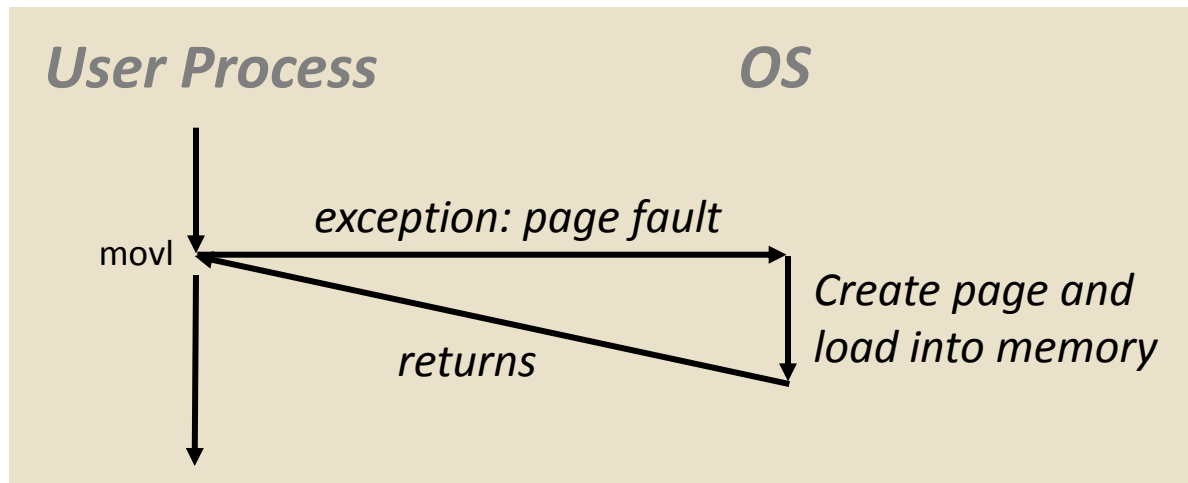 User Process
OS
exception: page fault
movl
Create page and
load into memory
returns